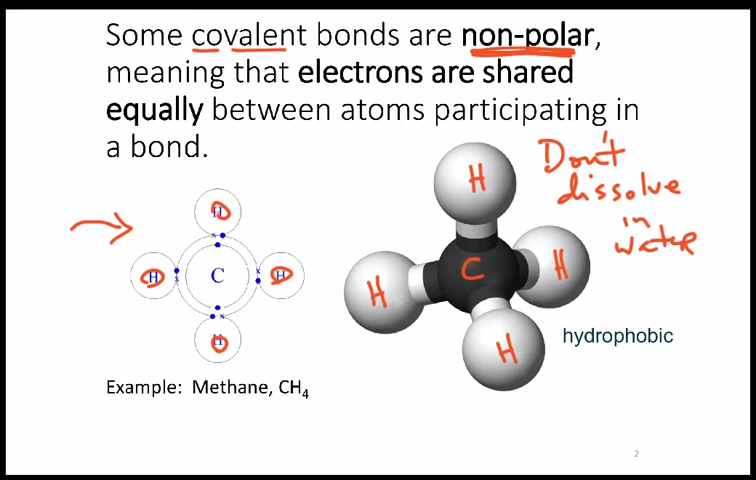 Some covalent bonds are non-polar,
meaning that electrons are shared
equally between atoms participating in
a bond.
Don't
dissolve
in
water
H
H
C
H
H
H
C
H
H
H
H
hydrophobic
Example: Methane, CH₄
2